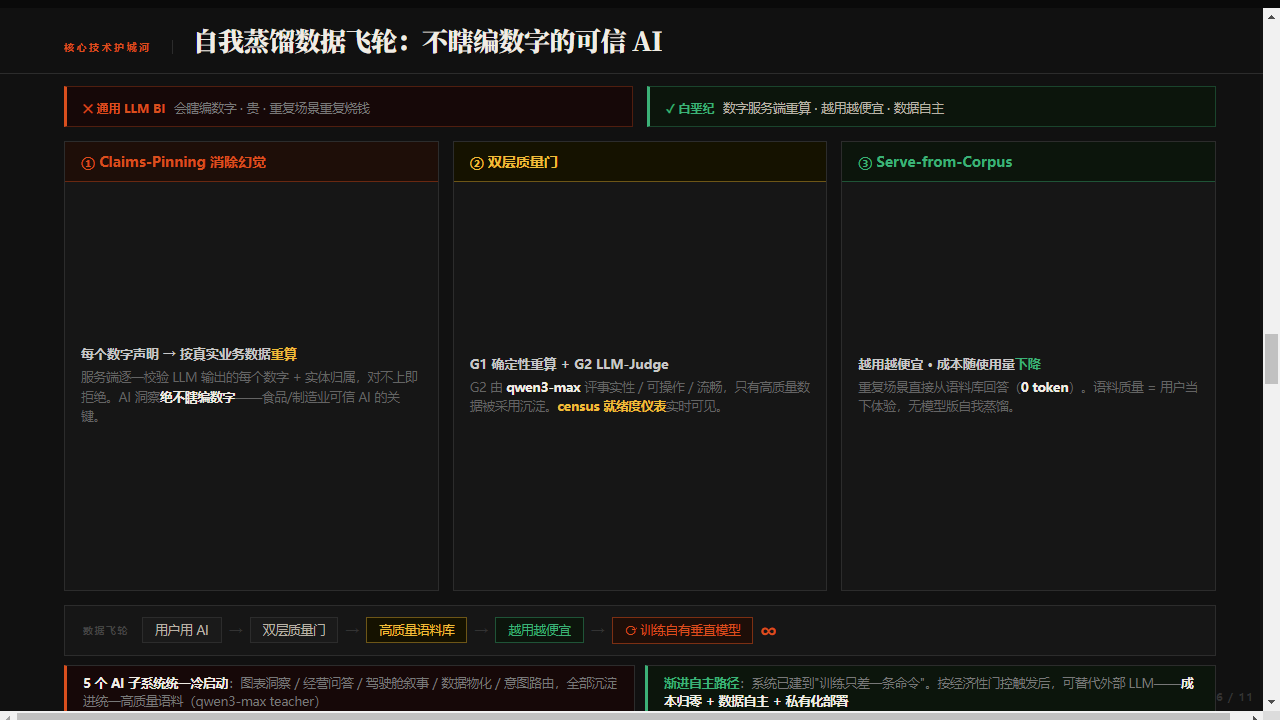 核心技术护城河
自我蒸馏数据飞轮：不瞎编数字的可信 AI
✕ 通用 LLM BI 会瞎编数字 · 贵 · 重复场景重复烧钱
✓ 白垩纪 数字服务端重算 · 越用越便宜 · 数据自主
① Claims-Pinning 消除幻觉
每个数字声明 → 按真实业务数据重算
服务端逐一校验 LLM 输出的每个数字 + 实体归属，对不上即
拒绝。AI 洞察绝不瞎编数字——食品/制造业可信 AI 的关
键。
② 双层质量门
G1 确定性重算 + G2 LLM-Judge
G2 由 qwen3-max 评事实性 / 可操作 / 流畅，只有高质量数
据被采用沉淀。census 就绪度仪表实时可见。
③ Serve-from-Corpus
越用越便宜 • 成本随使用量下降
重复场景直接从语料库回答（0 token）。语料质量 = 用户当
下体验，无模型版自我蒸馏。
数据飞轮 用户用 AI → 双层质量门 → 高质量语料库 → 越用越便宜 → ⟳ 训练自有垂直模型 ∞
5 个 AI 子系统统一冷启动：图表洞察 / 经营问答 / 驾驶舱叙事 / 数据物化 / 意图路由，全部沉淀
进统一高质量语料（qwen3-max teacher）
渐进自主路径：系统已建到"训练只差一条命令"。按经济性门控触发后，可替代外部 LLM——成
本归零 + 数据自主 + 私有化部署
6 / 11